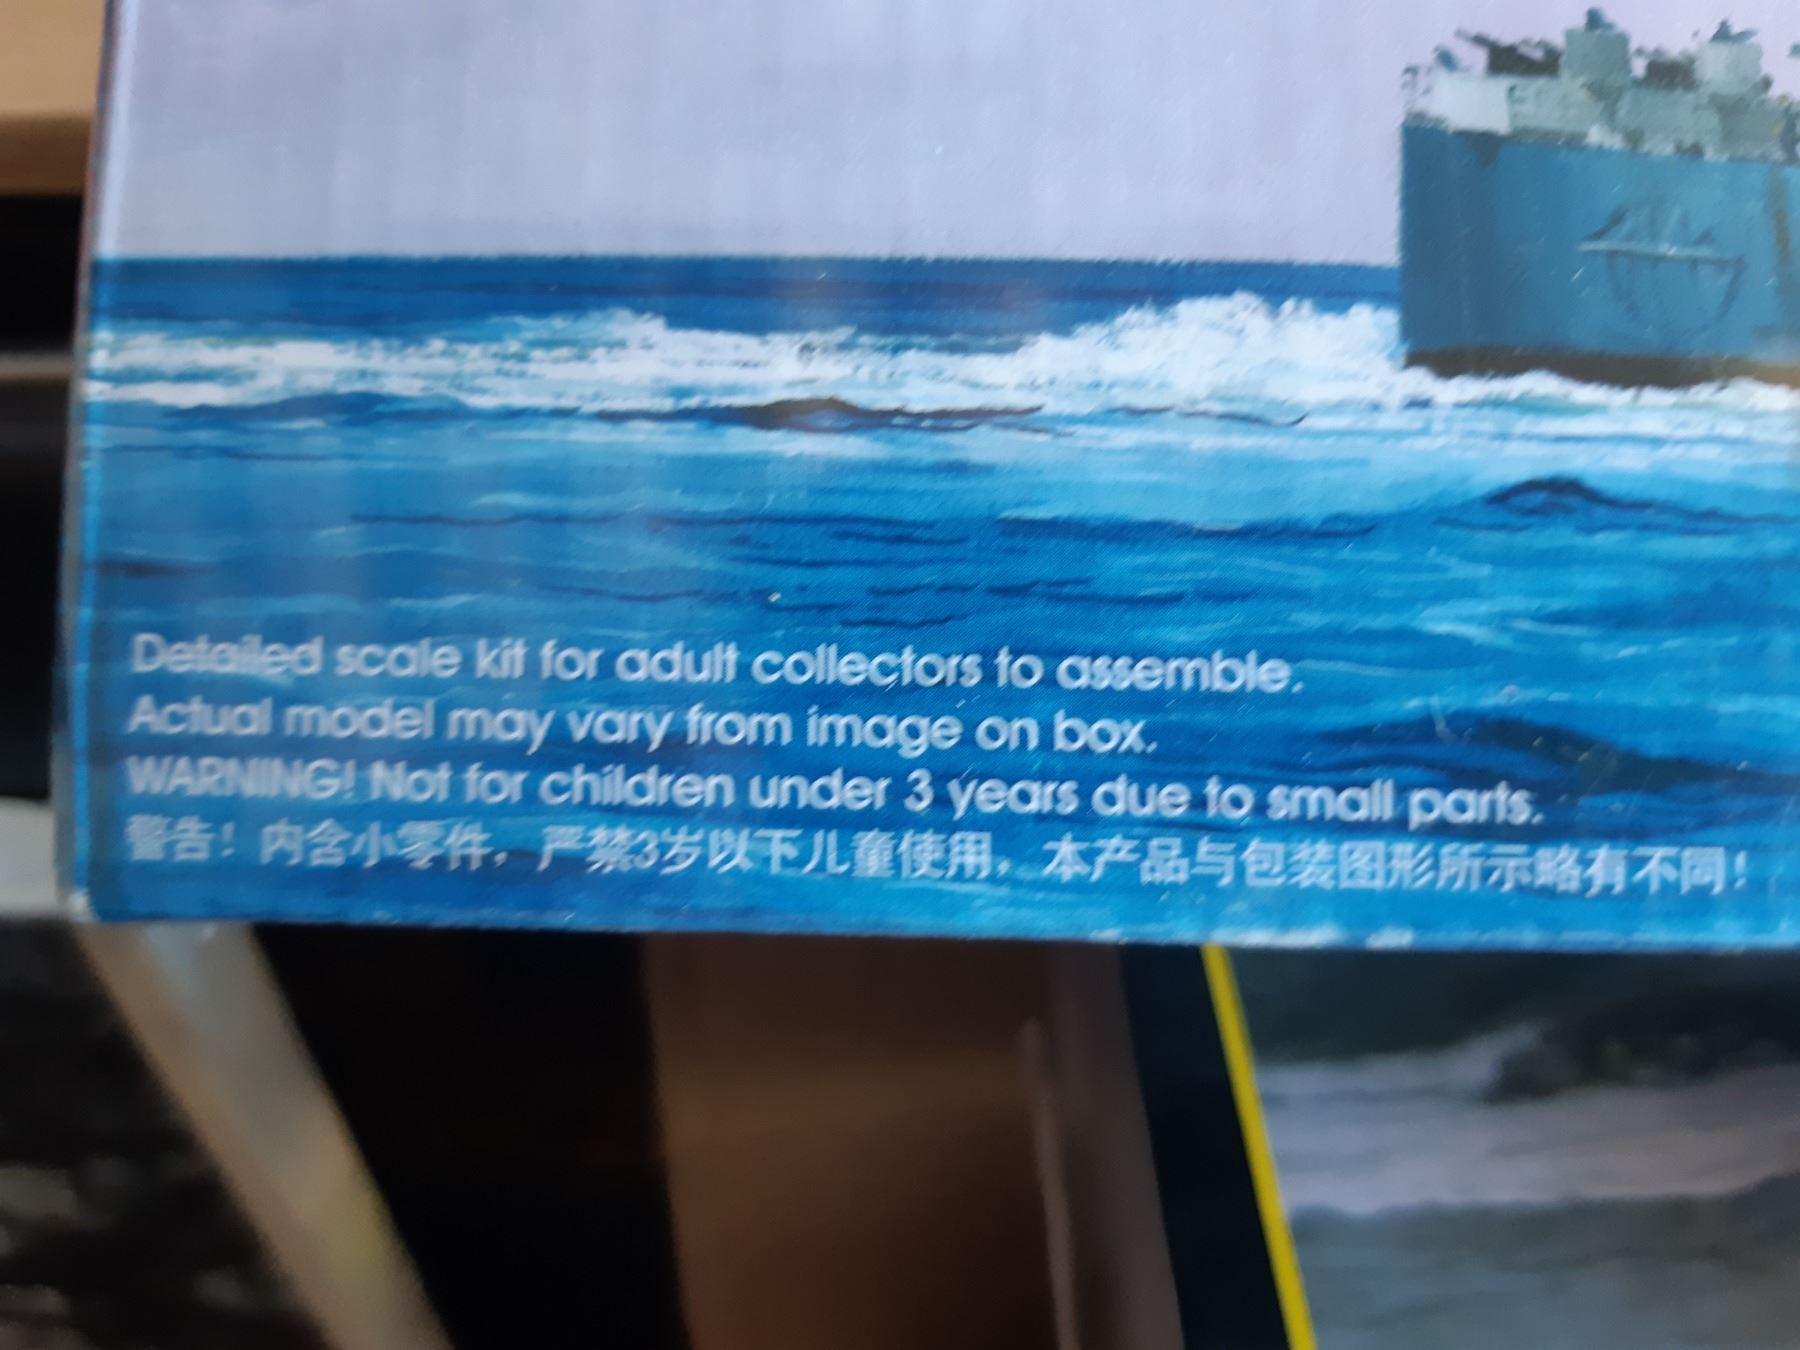 Detailed scale kit for adult collectors to assemble.
Actual model may vary from image on box.
WARNING! Not for children under 3 years due to small parts.
警告！内含小零件，严禁3岁以下儿童使用，本产品与包装图形所示略有不同！